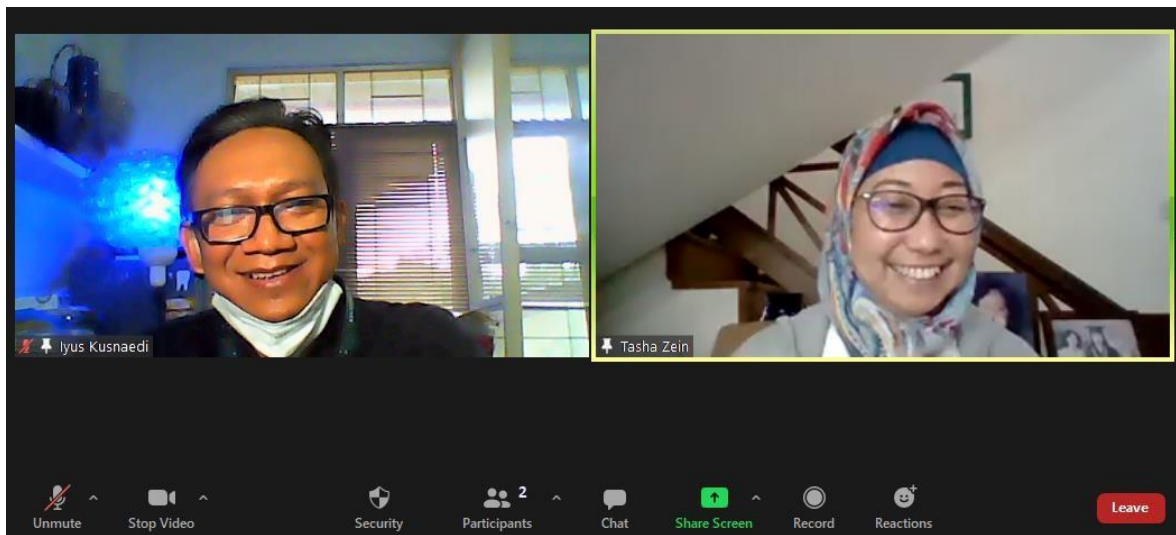 Iyus Kusnaedi
Tasha Zein
2
Unmute
Stop Video
Security
Participants
Chat
Share Screen
Record
Reactions
Leave